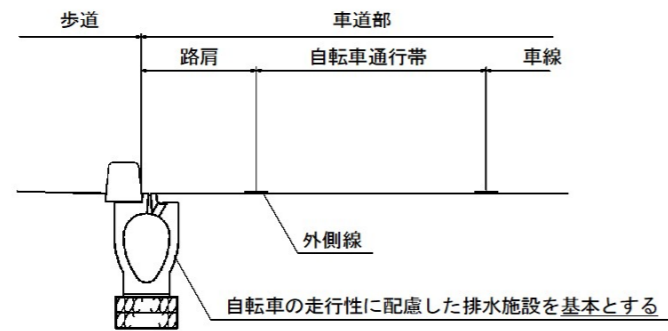 歩道
車道部
路肩
自転車通行帯
車線
外側線
自転車の走行性に配慮した排水施設を基本とする